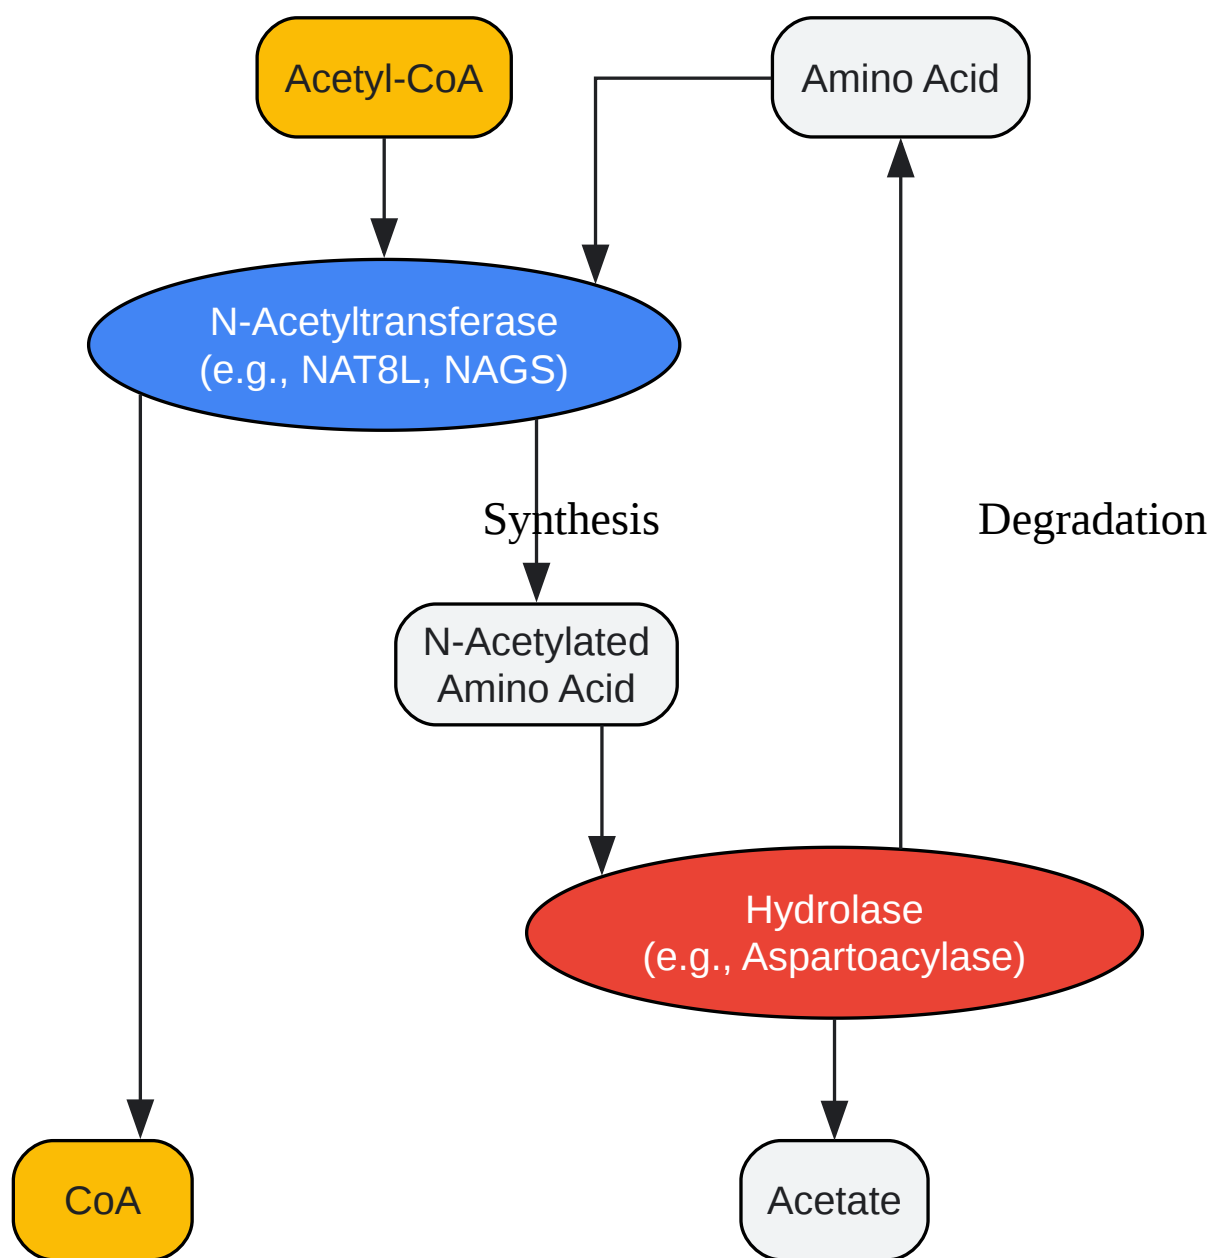 Acetyl-CoA
Amino Acid
N-Acetyltransferase
(e.g., NAT8L, NAGS)
Synthesis
Degradation
N-Acetylated
Amino Acid
Hydrolase
(e.g., Aspartoacylase)
CoA
Acetate